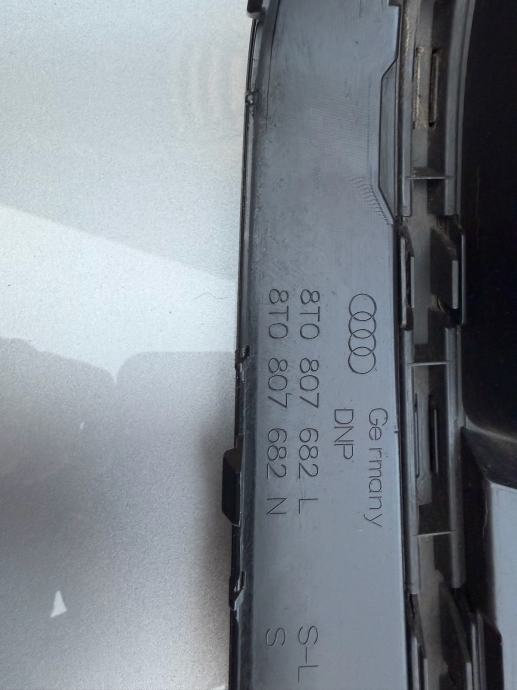 Germany
DNP
8T0 807 682 L S-L
8T0 807 682 N S